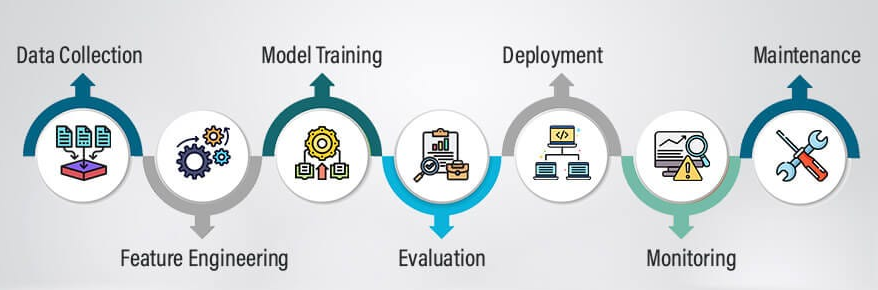 Data Collection
Feature Engineering
Model Training
Evaluation
Deployment
Monitoring
Maintenance